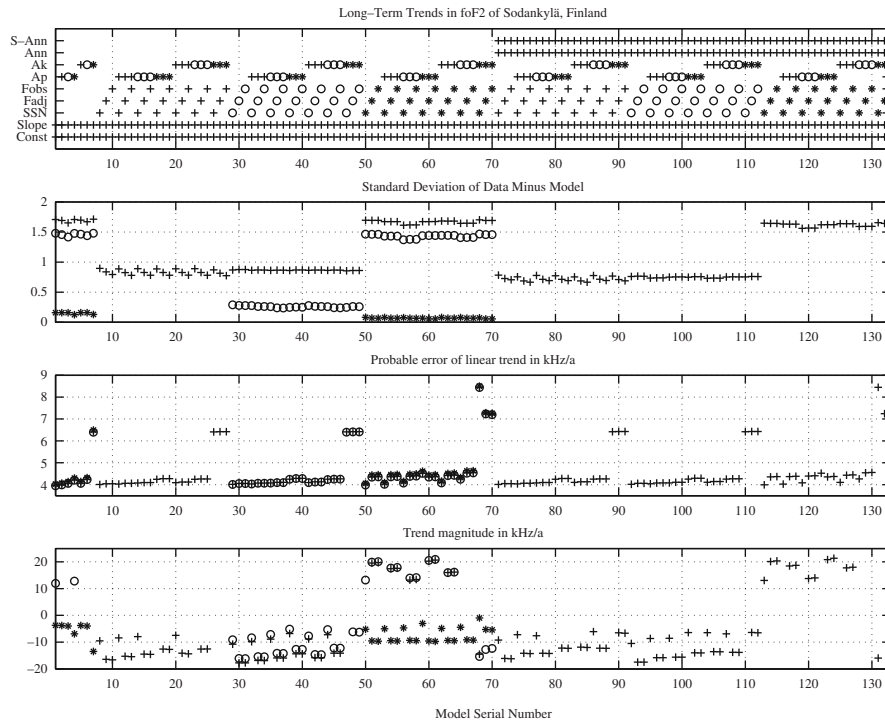 Long–Term Trends in foF2 of Sodankylä, Finland
S–Ann
Ann
Ak
Ap
Fobs
Fadj
SSN
Slope
Const
10 20 30 40 50 60 70 80 90 100 110 120 130
Standard Deviation of Data Minus Model
2
1.5
1
0.5
0
10 20 30 40 50 60 70 80 90 100 110 120 130
Probable error of linear trend in kHz/a
9
8
7
6
5
4
10 20 30 40 50 60 70 80 90 100 110 120 130
Trend magnitude in kHz/a
20
10
0
−10
−20
10 20 30 40 50 60 70 80 90 100 110 120 130
Model Serial Number